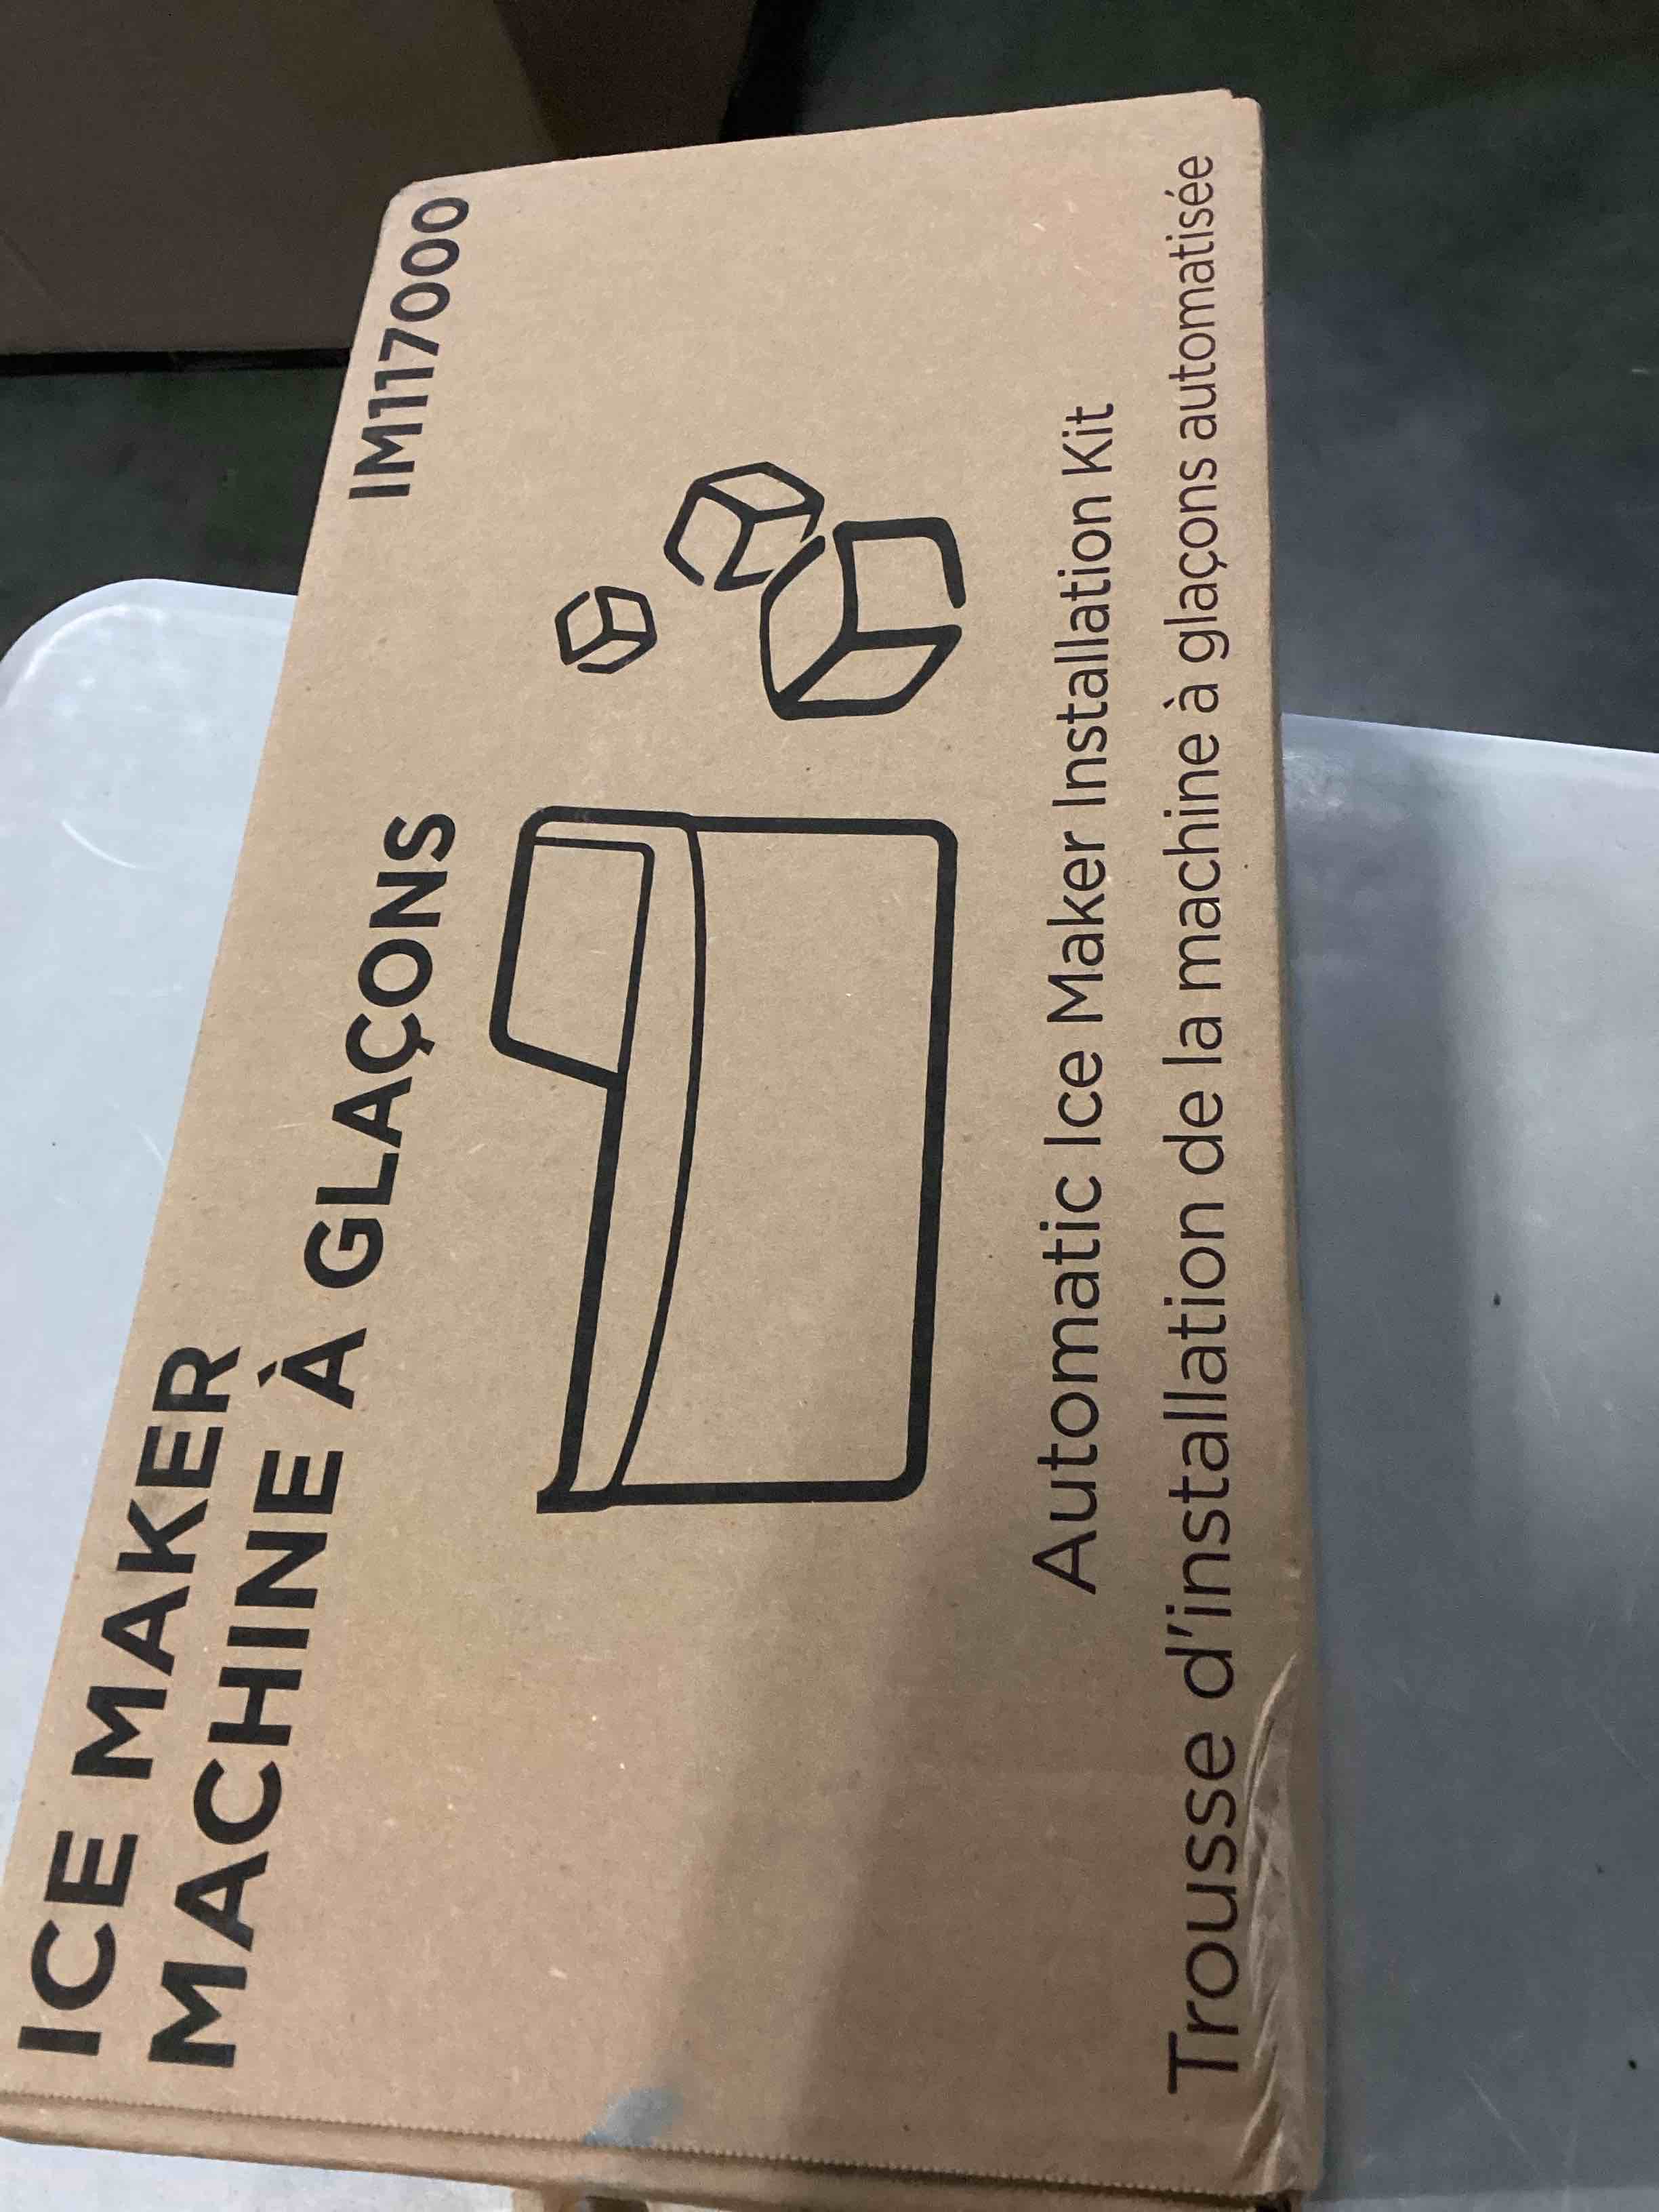 ICE MAKER
MACHINE À GLAÇONS
IM117000
Automatic Ice Maker Installation Kit
Trousse d'installation de la machine à glaçons automatisée